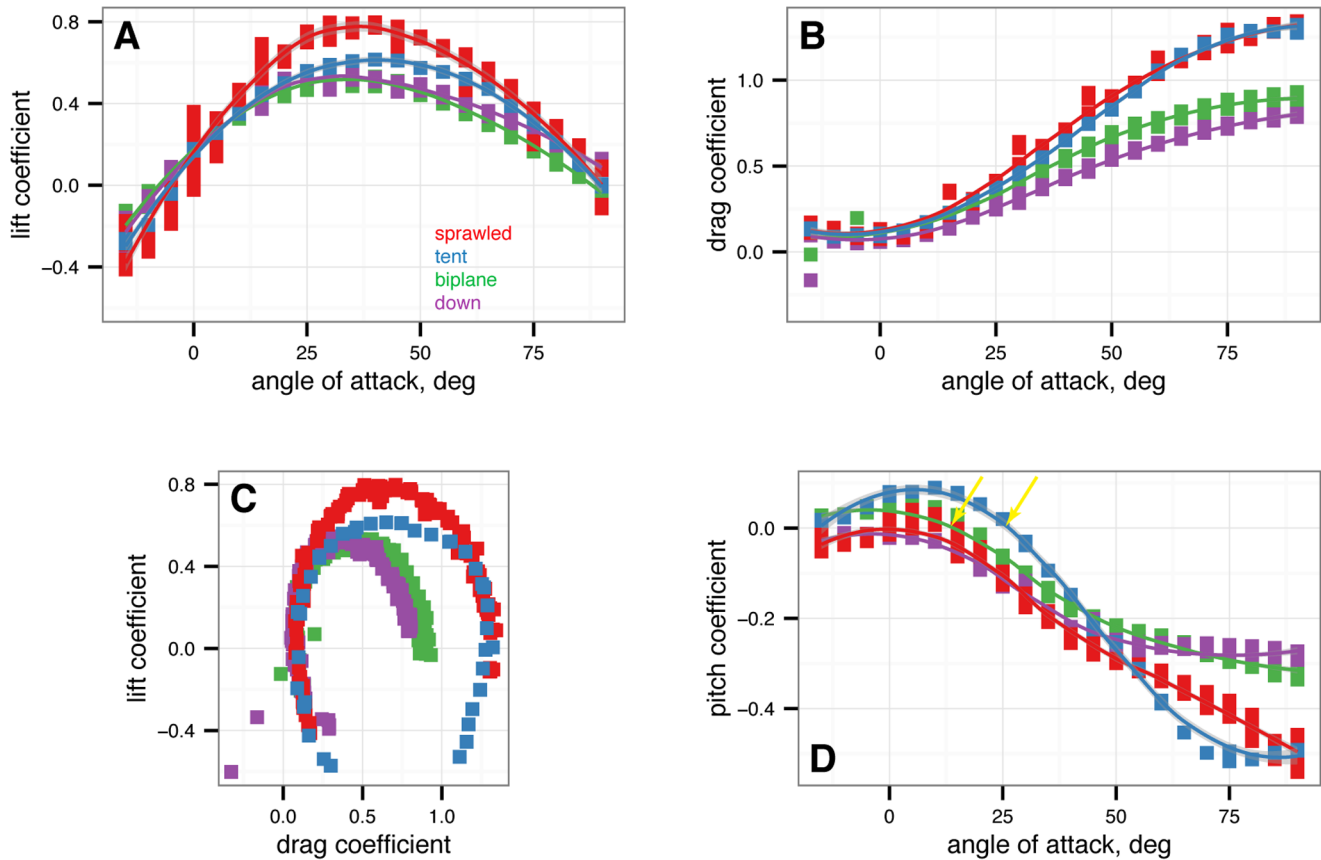 A
0.8
0.4
0.0
−0.4
lift coefficient
sprawled
tent
biplane
down
0 25 50 75
angle of attack, deg
B
1.0
0.5
0.0
drag coefficient
0 25 50 75
angle of attack, deg
C
0.8
0.4
0.0
−0.4
lift coefficient
0.0 0.5 1.0
drag coefficient
D
0.0
−0.2
−0.4
pitch coefficient
0 25 50 75
angle of attack, deg